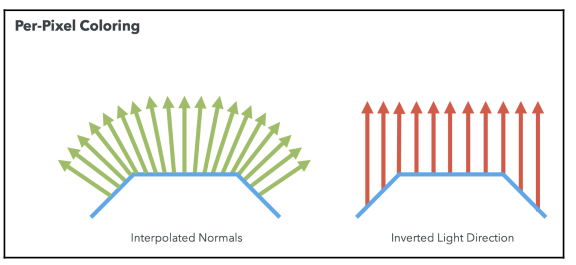 Per-Pixel Coloring
Interpolated Normals
Inverted Light Direction